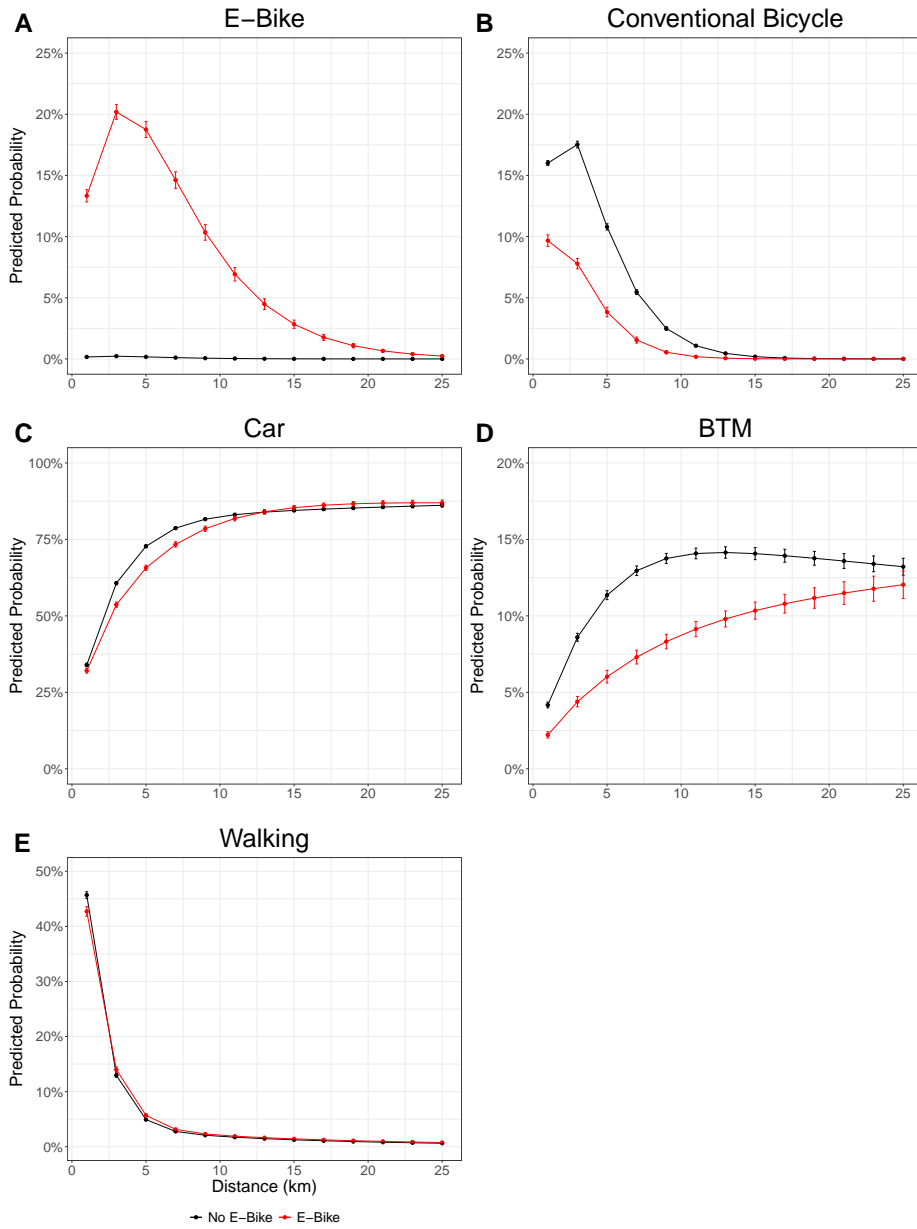 A E−Bike
25%
20%
15%
10%
5%
0%
Predicted Probability
0 5 10 15 20 25
B Conventional Bicycle
25%
20%
15%
10%
5%
0%
Predicted Probability
0 5 10 15 20 25
C Car
100%
75%
50%
25%
0%
Predicted Probability
0 5 10 15 20 25
D BTM
20%
15%
10%
5%
0%
Predicted Probability
0 5 10 15 20 25
E Walking
50%
40%
30%
20%
10%
0%
Predicted Probability
0 5 10 15 20 25
Distance (km)
No E−Bike E−Bike